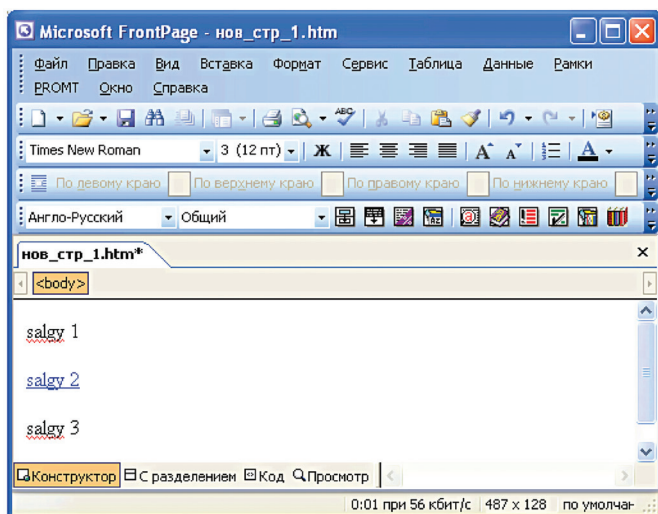 Microsoft FrontPage - нов_стр_1.htm
Файл Правка Вид Вставка Формат Сервис Таблица Данные Рамки
PROMT Окно Справка
Times New Roman 3 (12 пт) Ж A A A
По левому краю По верхнему краю По правому краю По нижнему краю
Англо-Русский Общий
нов_стр_1.htm*
<body>
salgy 1
salgy 2
salgy 3
Конструктор С разделением Код Просмотр
0:01 при 56 кбит/с 487 x 128 по умолчан